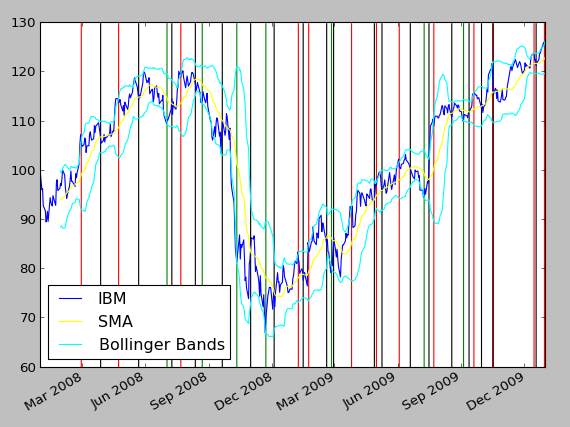 130
120
110
100
90
80
70
60
IBM
SMA
Bollinger Bands
Mar 2008
Jun 2008
Sep 2008
Dec 2008
Mar 2009
Jun 2009
Sep 2009
Dec 2009